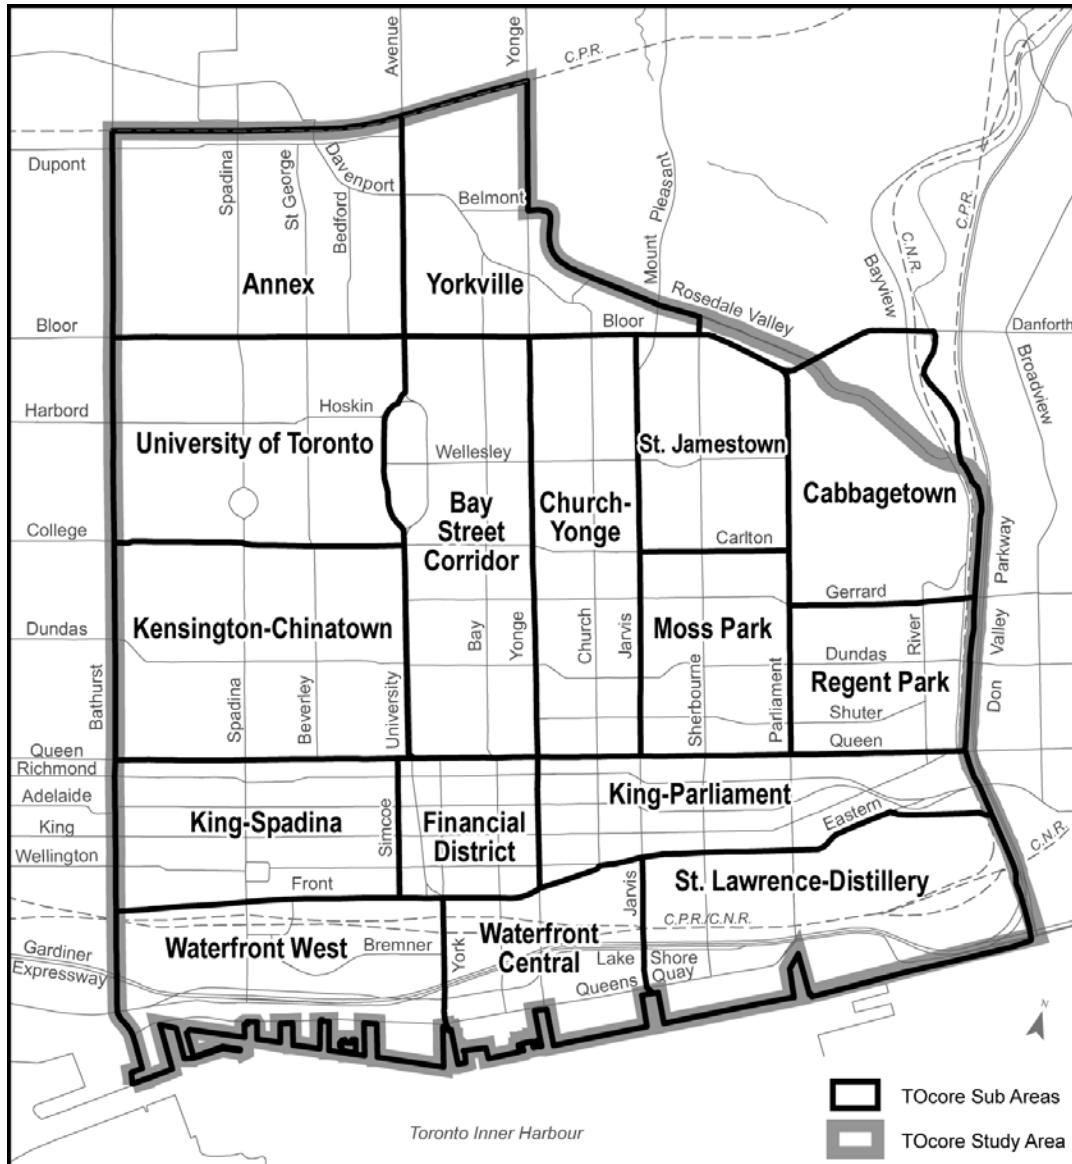 Avenue
Yonge
C.P.R.
Dupont
Spadina
St George
Bedford
Davenport
Belmont
Mount Pleasant
Bayview
C.N.R.
C.P.R.
Annex
Yorkville
Rosedale Valley
Bloor
Bloor
Danforth
Broadview
Harbord
Hoskin
University of Toronto
Wellesley
St. Jamestown
Cabbagetown
Bay
Street
Corridor
Church-
Yonge
College
Carlton
Don Valley Parkway
Gerrard
Dundas
Kensington-Chinatown
Bay
Yonge
Church
Jarvis
Moss Park
River
Dundas
Regent Park
Bathurst
Spadina
Beverley
University
Sherbourne
Parliament
Shuter
Queen
Queen
Richmond
Adelaide
King
Wellington
King-Spadina
Simcoe
Financial
District
King-Parliament
Eastern
C.N.R.
Front
Jarvis
St. Lawrence-Distillery
C.P.R./C.N.R.
Gardiner
Expressway
Waterfront West
Bremner
York
Waterfront
Central
Lake Shore
Queens Quay
N
Toronto Inner Harbour
TOcore Sub Areas
TOcore Study Area